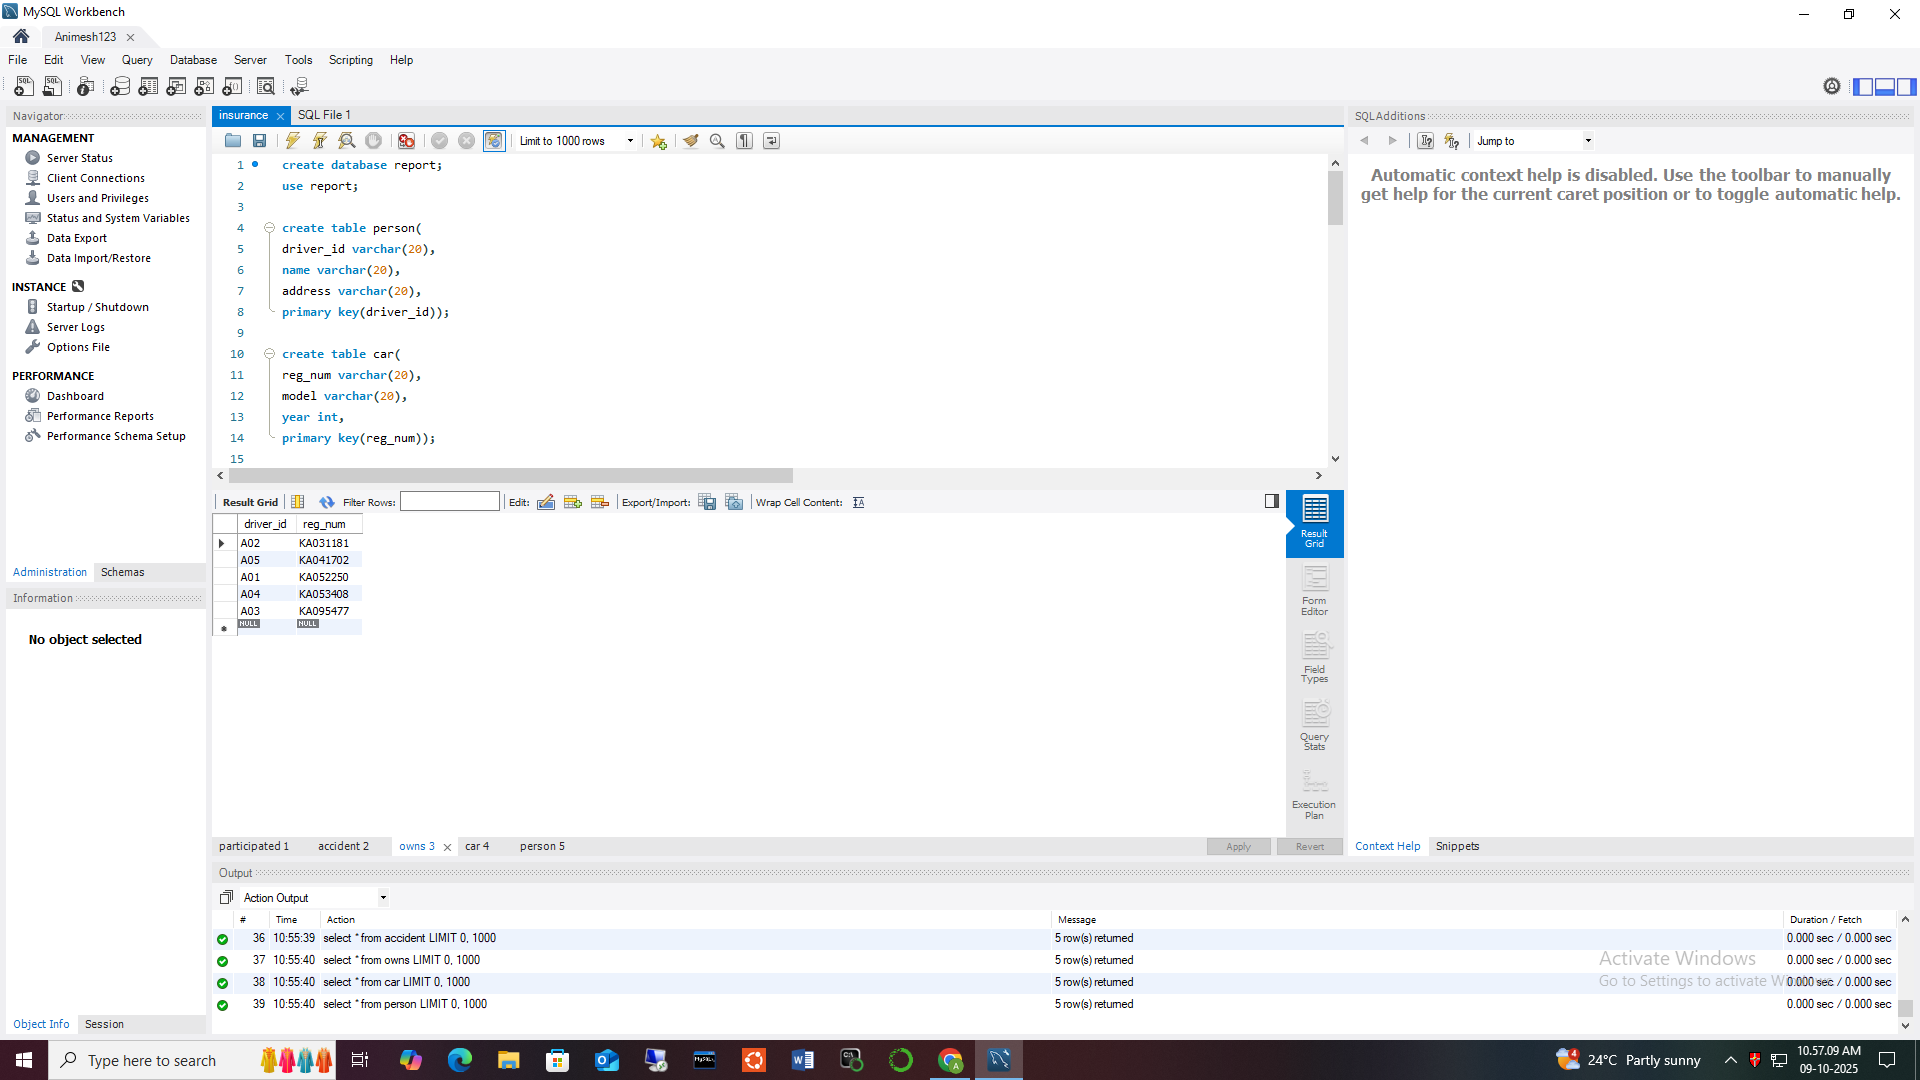 MySQL Workbench
Animesh123
File Edit View Query Database Server Tools Scripting Help
Navigator
MANAGEMENT
Server Status
Client Connections
Users and Privileges
Status and System Variables
Data Export
Data Import/Restore
INSTANCE
Startup / Shutdown
Server Logs
Options File
PERFORMANCE
Dashboard
Performance Reports
Performance Schema Setup
Administration Schemas
Information
No object selected
Object Info Session
insurance SQL File 1
Limit to 1000 rows
1 create database report;
2 use report;
3
4 create table person(
5 driver_id varchar(20),
6 name varchar(20),
7 address varchar(20),
8 primary key(driver_id));
9
10 create table car(
11 reg_num varchar(20),
12 model varchar(20),
13 year int,
14 primary key(reg_num));
15
Result Grid Filter Rows: Edit: Export/Import: Wrap Cell Content:
driver_id reg_num
A02 KA031181
A05 KA041702
A01 KA052250
A04 KA053408
A03 KA095477
NULL NULL
Result Grid
Form Editor
Field Types
Query Stats
Execution Plan
participated 1 accident 2 owns 3 car 4 person 5
Apply Revert
SQLAdditions
Jump to
Automatic context help is disabled. Use the toolbar to manually
get help for the current caret position or to toggle automatic help.
Context Help Snippets
Output
Action Output
# Time Action Message Duration / Fetch
36 10:55:39 select * from accident LIMIT 0, 1000 5 row(s) returned 0.000 sec / 0.000 sec
37 10:55:40 select * from owns LIMIT 0, 1000 5 row(s) returned 0.000 sec / 0.000 sec
38 10:55:40 select * from car LIMIT 0, 1000 5 row(s) returned 0.000 sec / 0.000 sec
39 10:55:40 select * from person LIMIT 0, 1000 5 row(s) returned 0.000 sec / 0.000 sec
Activate Windows
Go to Settings to activate Windows.
Type here to search
24°C Partly sunny
10.57.09 AM
09-10-2025